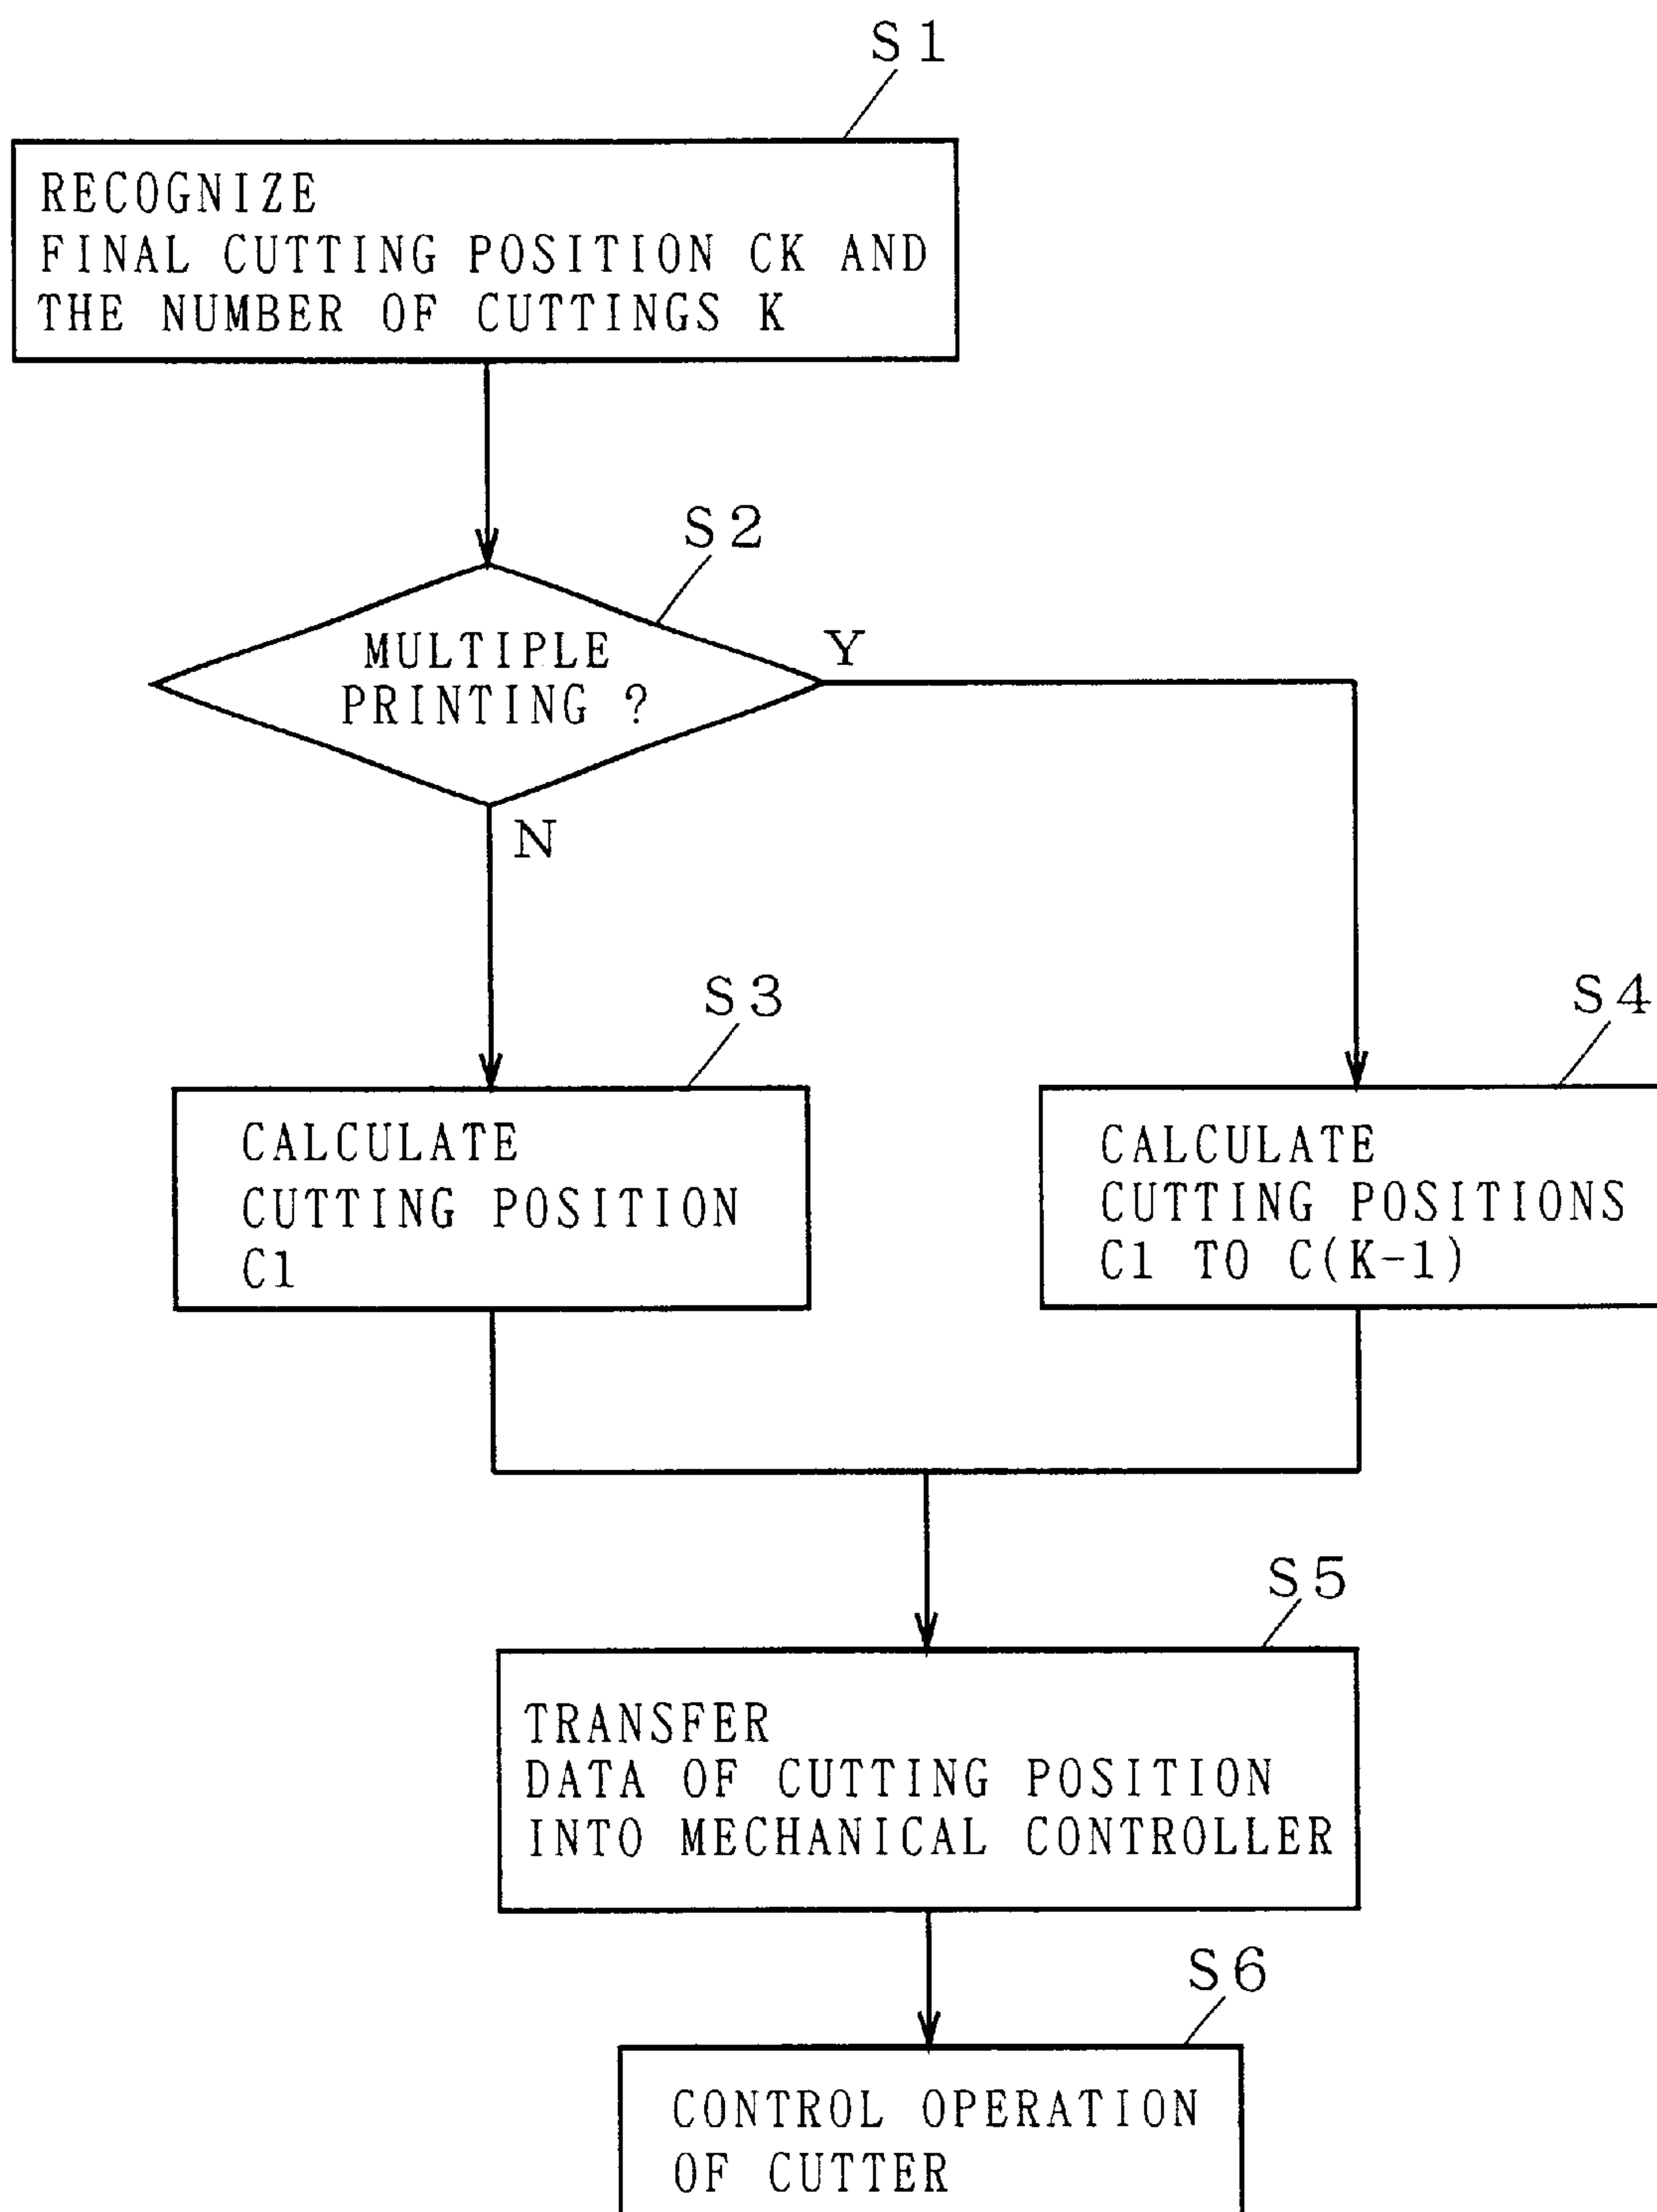 S1
RECOGNIZE
FINAL CUTTING POSITION CK AND
THE NUMBER OF CUTTINGS K
S2
MULTIPLE
PRINTING ?
Y
N
S3
CALCULATE
CUTTING POSITION
C1
S4
CALCULATE
CUTTING POSITIONS
C1 TO C(K-1)
S5
TRANSFER
DATA OF CUTTING POSITION
INTO MECHANICAL CONTROLLER
S6
CONTROL OPERATION
OF CUTTER